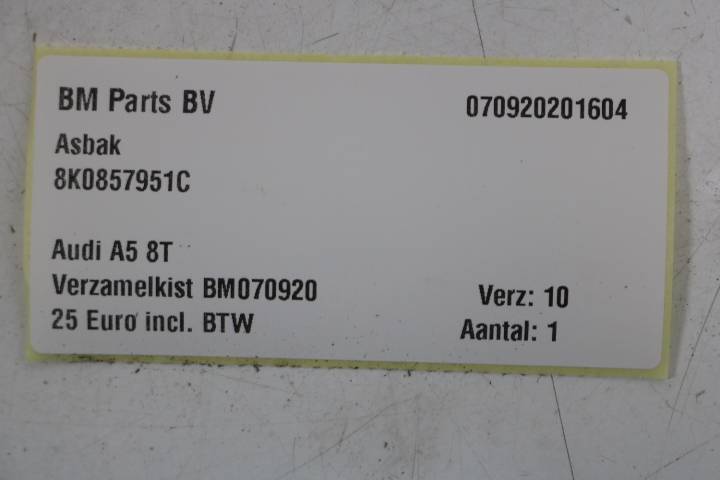 BM Parts BV 070920201604
Asbak
8K0857951C
Audi A5 8T
Verzamelkist BM070920 Verz: 10
25 Euro incl. BTW Aantal: 1